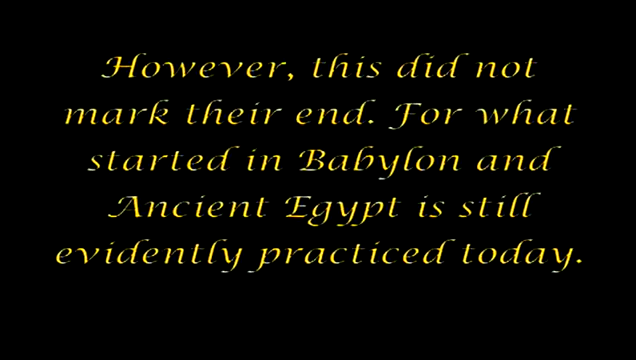 However, this did not
mark their end. For what
started in Babylon and
Ancient Egypt is still
evidently practiced today.